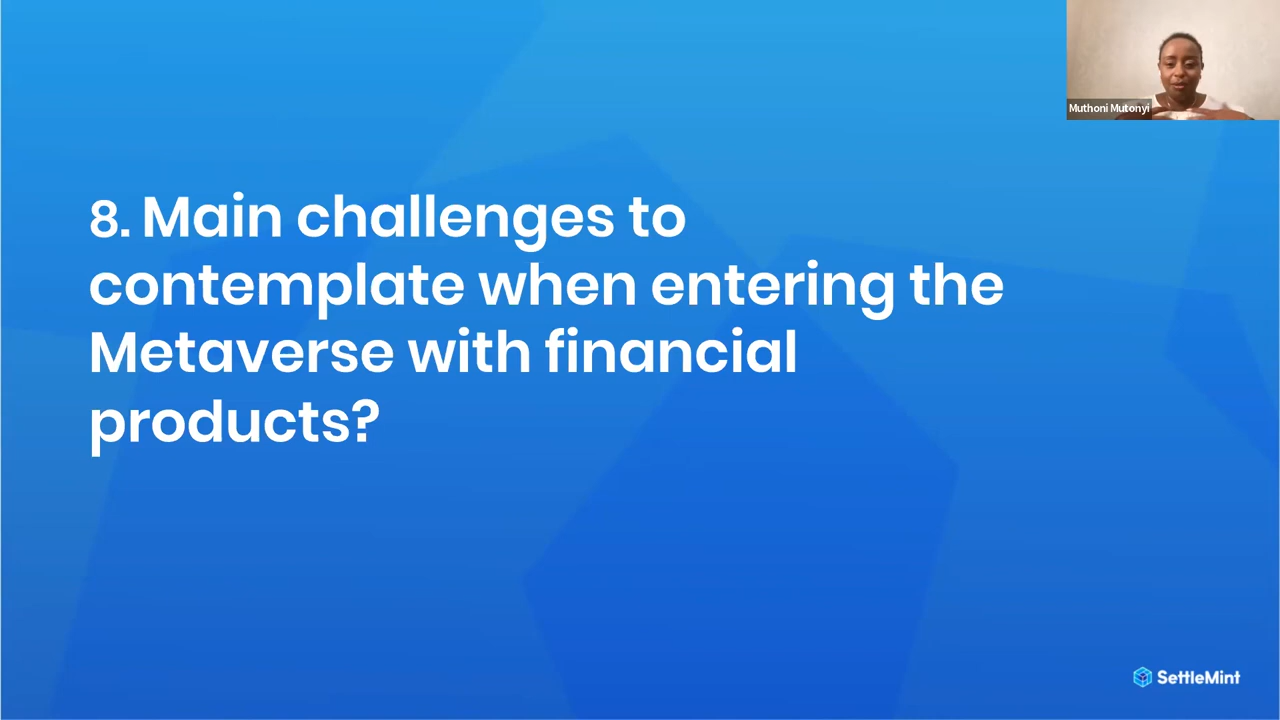 Muthoni Mutonyi
8. Main challenges to
contemplate when entering the
Metaverse with financial
products?
SettleMint